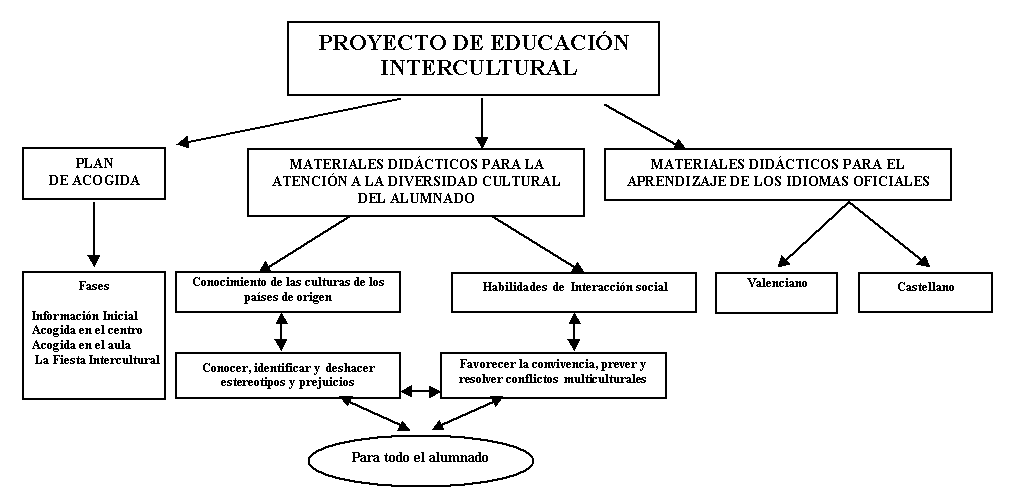 PROYECTO DE EDUCACIÓN
INTERCULTURAL
PLAN
DE ACOGIDA
MATERIALES DIDÁCTICOS PARA LA
ATENCIÓN A LA DIVERSIDAD CULTURAL
DEL ALUMNADO
MATERIALES DIDÁCTICOS PARA EL
APRENDIZAJE DE LOS IDIOMAS OFICIALES
Fases
Información Inicial
Acogida en el centro
Acogida en el aula
La Fiesta Intercultural
Conocimiento de las culturas de los
países de origen
Habilidades de Interacción social
Valenciano
Castellano
Conocer, identificar y deshacer
estereotipos y prejuicios
Favorecer la convivencia, prever y
resolver conflictos multiculturales
Para todo el alumnado